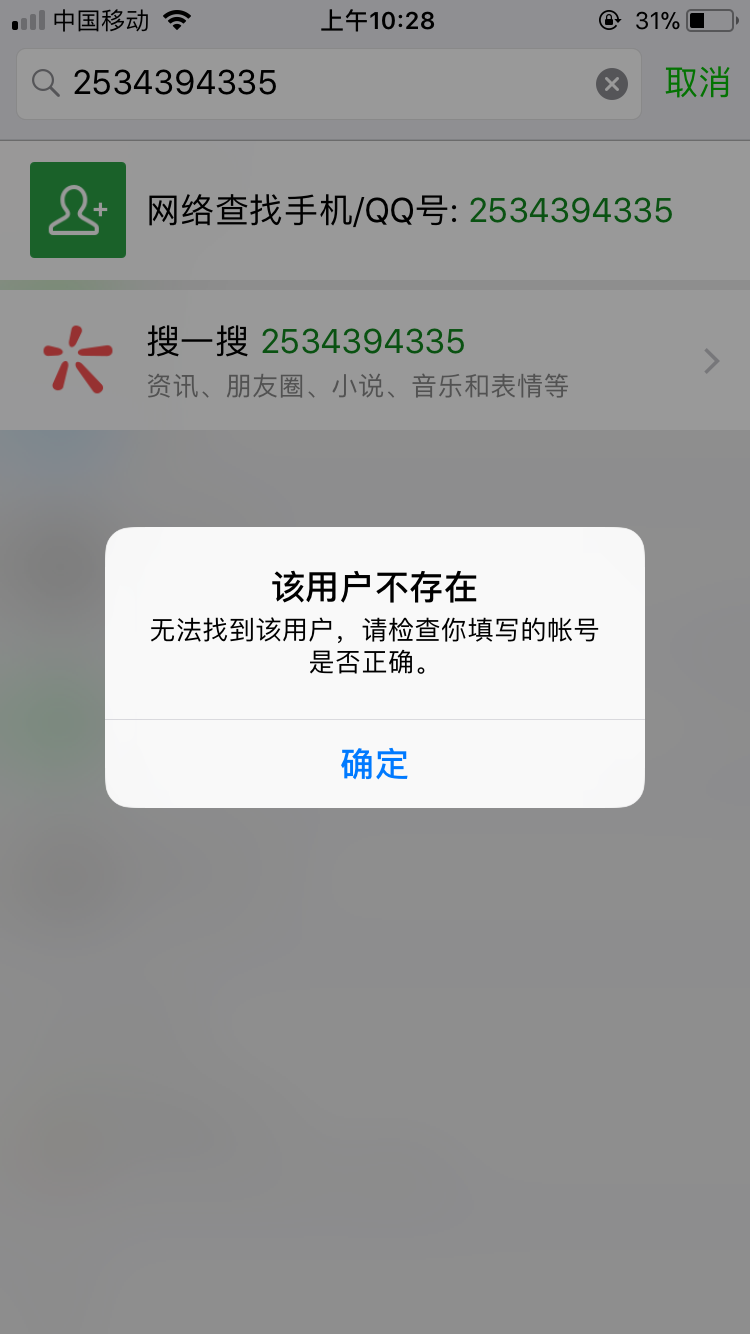 中国移动 上午10:28 31%
2534394335 取消
网络查找手机/QQ号: 2534394335
搜一搜 2534394335
资讯、朋友圈、小说、音乐和表情等
该用户不存在
无法找到该用户，请检查你填写的帐号
是否正确。
确定